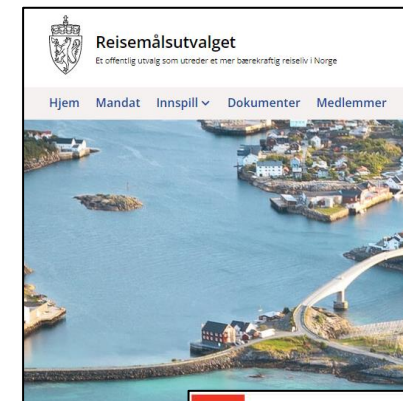 Reisemålsutvalget
Et offentlig utvalg som utreder et mer bærekraftig reiseliv i Norge
Hjem Mandat Innspill Dokumenter Medlemmer